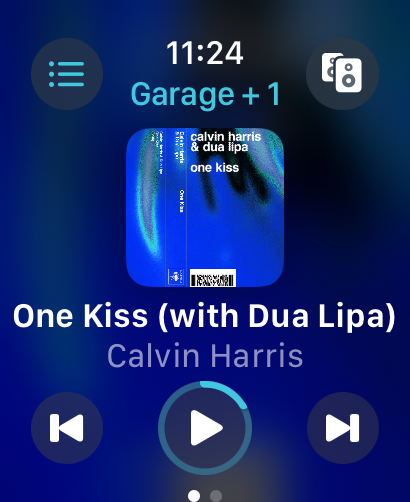 11:24
Garage + 1
calvin harris
& dua lipa
one kiss
One Kiss
One Kiss (with Dua Lipa)
Calvin Harris